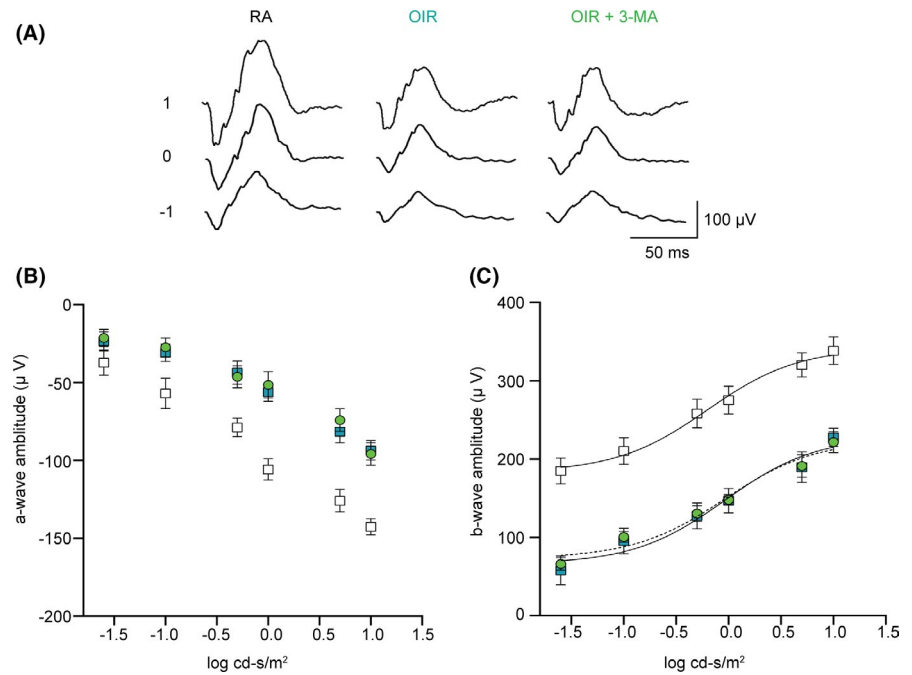 RA OIR OIR + 3-MA
(A)
1
0
-1
100 μV
50 ms
(B) (C)
0
-50
-100
-150
-200
a-wave amblitude (μ V)
-1.5 -1.0 -0.5 0.0 0.5 1.0 1.5
log cd-s/m²
400
300
200
100
0
b-wave amblitude (μ V)
-1.5 -1.0 -0.5 0.0 0.5 1.0 1.5
log cd-s/m²